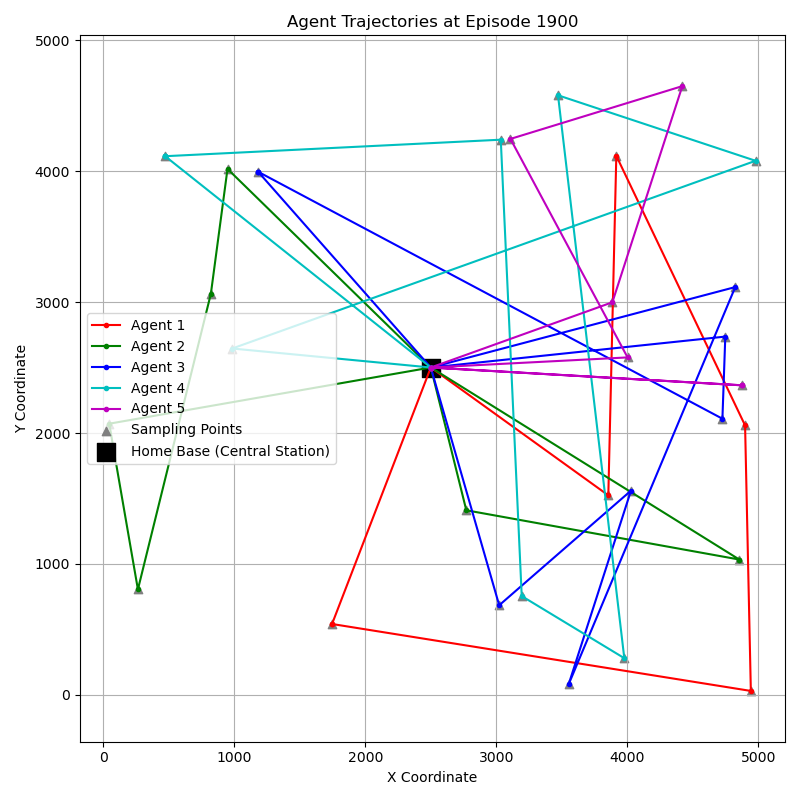 Agent Trajectories at Episode 1900
5000
4000
3000
2000
1000
0
Y Coordinate
Agent 1
Agent 2
Agent 3
Agent 4
Agent 5
Sampling Points
Home Base (Central Station)
0 1000 2000 3000 4000 5000
X Coordinate